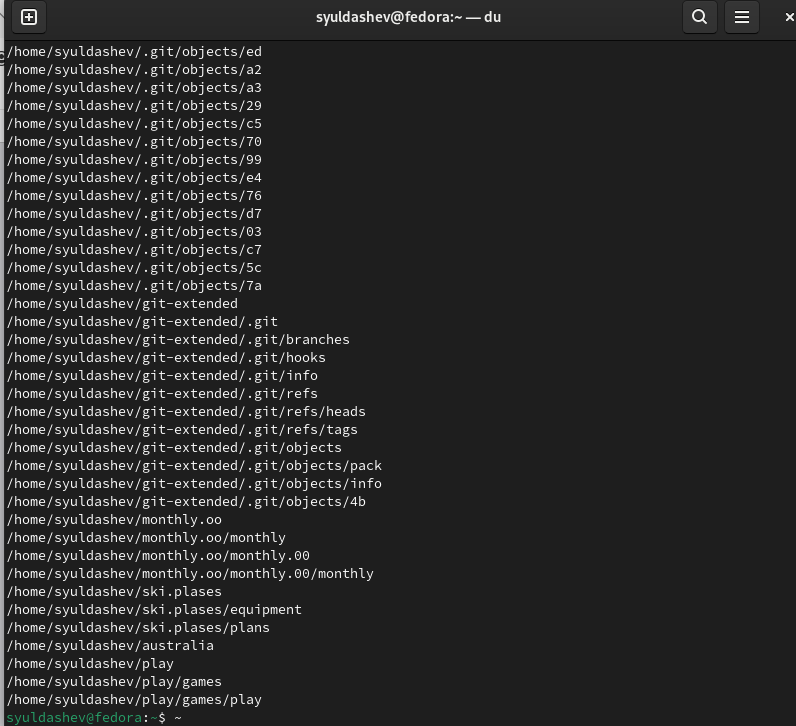 syuldashev@fedora:~ — du
/home/syuldashev/.git/objects/ed
/home/syuldashev/.git/objects/a2
/home/syuldashev/.git/objects/a3
/home/syuldashev/.git/objects/29
/home/syuldashev/.git/objects/c5
/home/syuldashev/.git/objects/70
/home/syuldashev/.git/objects/99
/home/syuldashev/.git/objects/e4
/home/syuldashev/.git/objects/76
/home/syuldashev/.git/objects/d7
/home/syuldashev/.git/objects/03
/home/syuldashev/.git/objects/c7
/home/syuldashev/.git/objects/5c
/home/syuldashev/.git/objects/7a
/home/syuldashev/git-extended
/home/syuldashev/git-extended/.git
/home/syuldashev/git-extended/.git/branches
/home/syuldashev/git-extended/.git/hooks
/home/syuldashev/git-extended/.git/info
/home/syuldashev/git-extended/.git/refs
/home/syuldashev/git-extended/.git/refs/heads
/home/syuldashev/git-extended/.git/refs/tags
/home/syuldashev/git-extended/.git/objects
/home/syuldashev/git-extended/.git/objects/pack
/home/syuldashev/git-extended/.git/objects/info
/home/syuldashev/git-extended/.git/objects/4b
/home/syuldashev/monthly.oo
/home/syuldashev/monthly.oo/monthly
/home/syuldashev/monthly.oo/monthly.00
/home/syuldashev/monthly.oo/monthly.00/monthly
/home/syuldashev/ski.plases
/home/syuldashev/ski.plases/equipment
/home/syuldashev/ski.plases/plans
/home/syuldashev/australia
/home/syuldashev/play
/home/syuldashev/play/games
/home/syuldashev/play/games/play
syuldashev@fedora:~$ ~